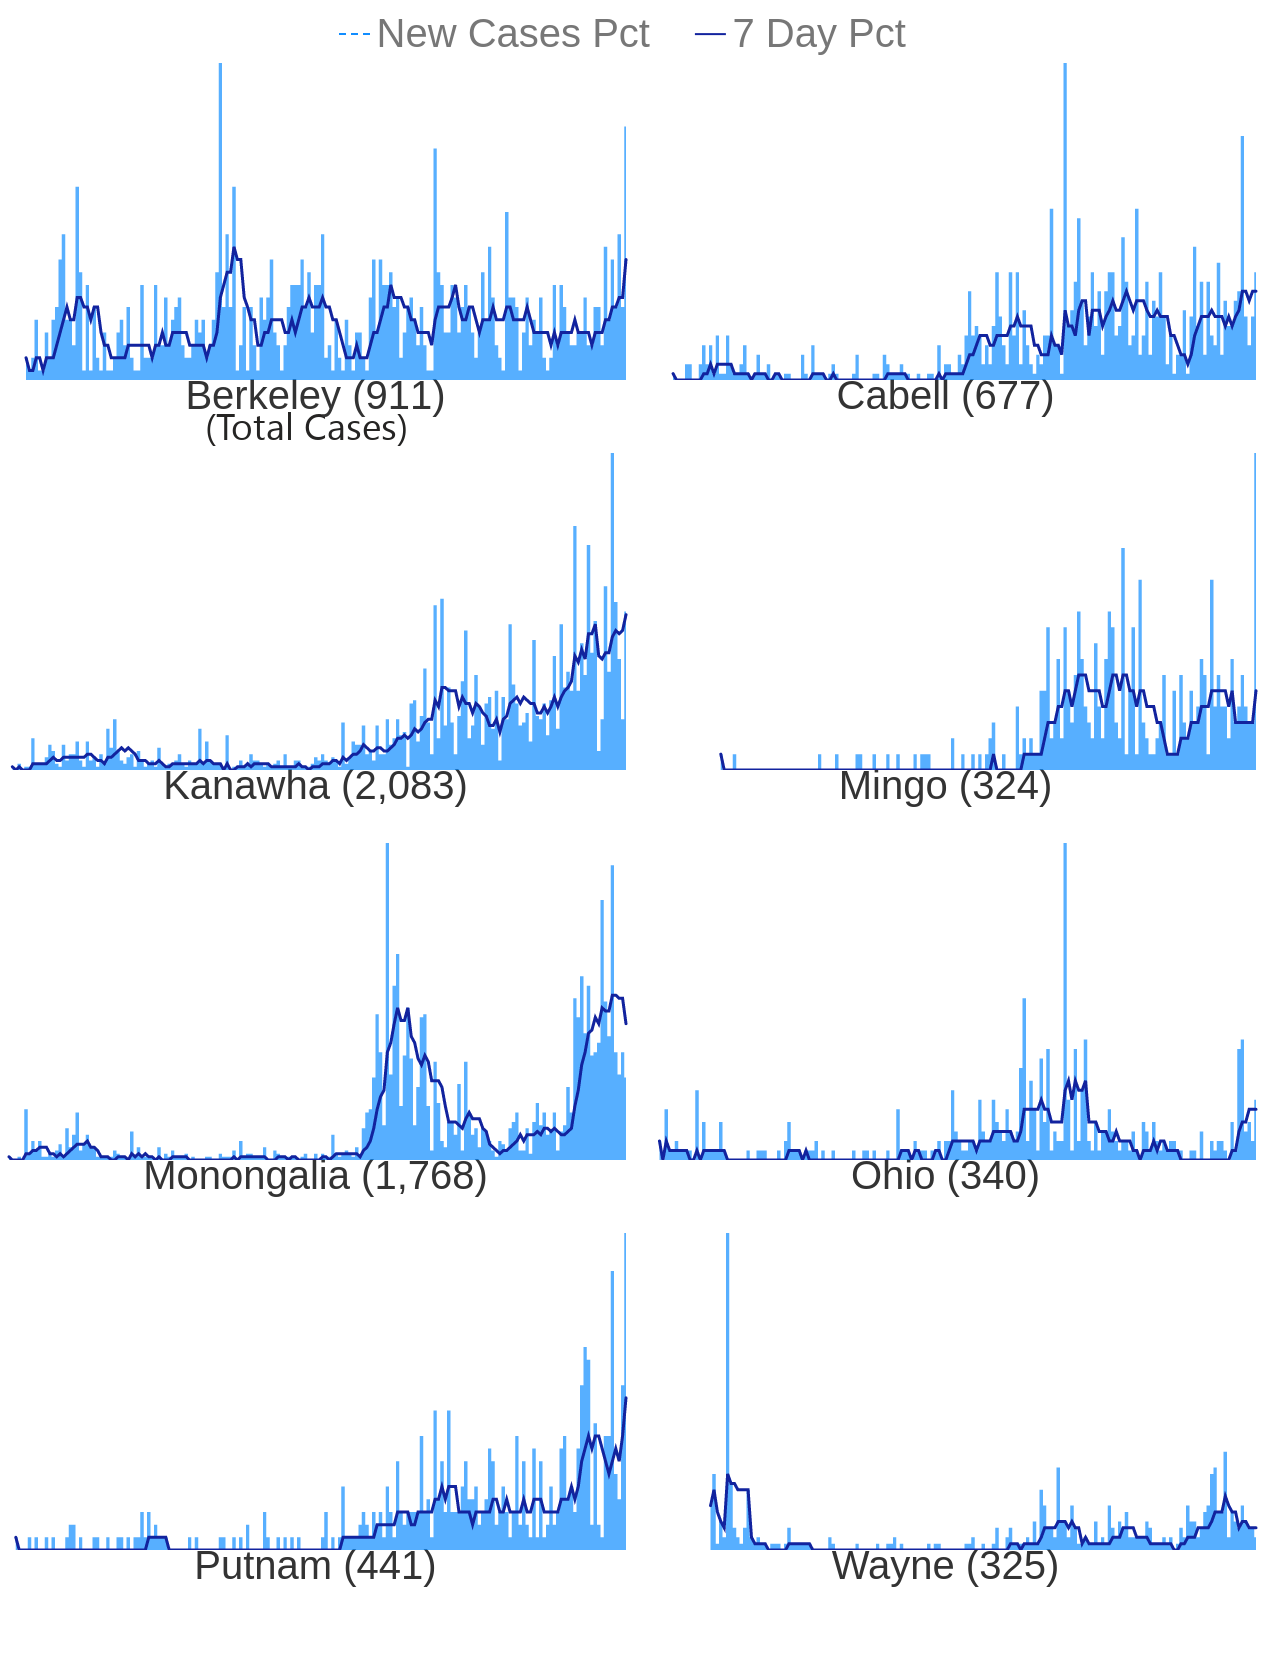 New Cases Pct 7 Day Pct
Berkeley (911)
(Total Cases)
Cabell (677)
Kanawha (2,083)
Mingo (324)
Monongalia (1,768)
Ohio (340)
Putnam (441)
Wayne (325)